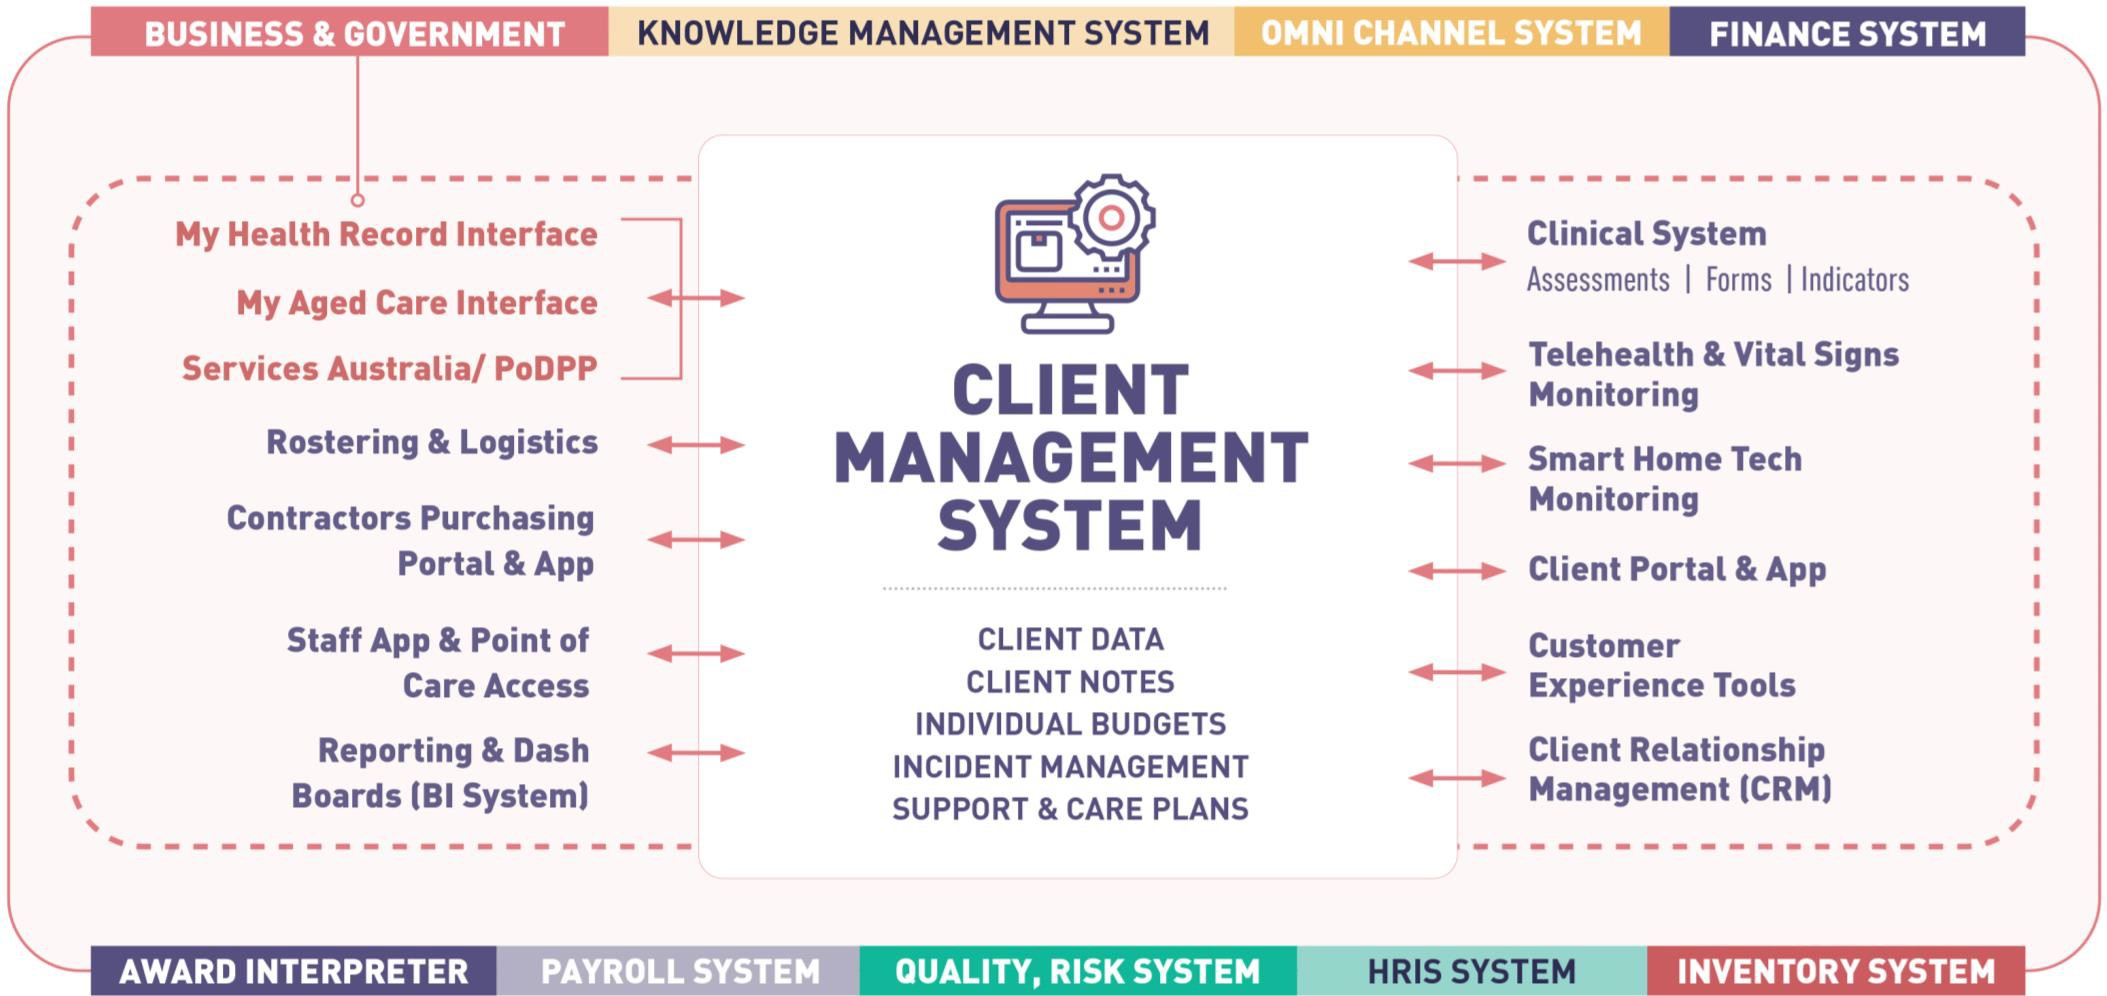 BUSINESS & GOVERNMENT
KNOWLEDGE MANAGEMENT SYSTEM
OMNI CHANNEL SYSTEM
FINANCE SYSTEM
My Health Record Interface
My Aged Care Interface
Services Australia/ PoDPP
Rostering & Logistics
Contractors Purchasing
Portal & App
Staff App & Point of
Care Access
Reporting & Dash
Boards (BI System)
CLIENT
MANAGEMENT
SYSTEM
CLIENT DATA
CLIENT NOTES
INDIVIDUAL BUDGETS
INCIDENT MANAGEMENT
SUPPORT & CARE PLANS
Clinical System
Assessments | Forms | Indicators
Telehealth & Vital Signs
Monitoring
Smart Home Tech
Monitoring
Client Portal & App
Customer
Experience Tools
Client Relationship
Management (CRM)
AWARD INTERPRETER
PAYROLL SYSTEM
QUALITY, RISK SYSTEM
HRIS SYSTEM
INVENTORY SYSTEM